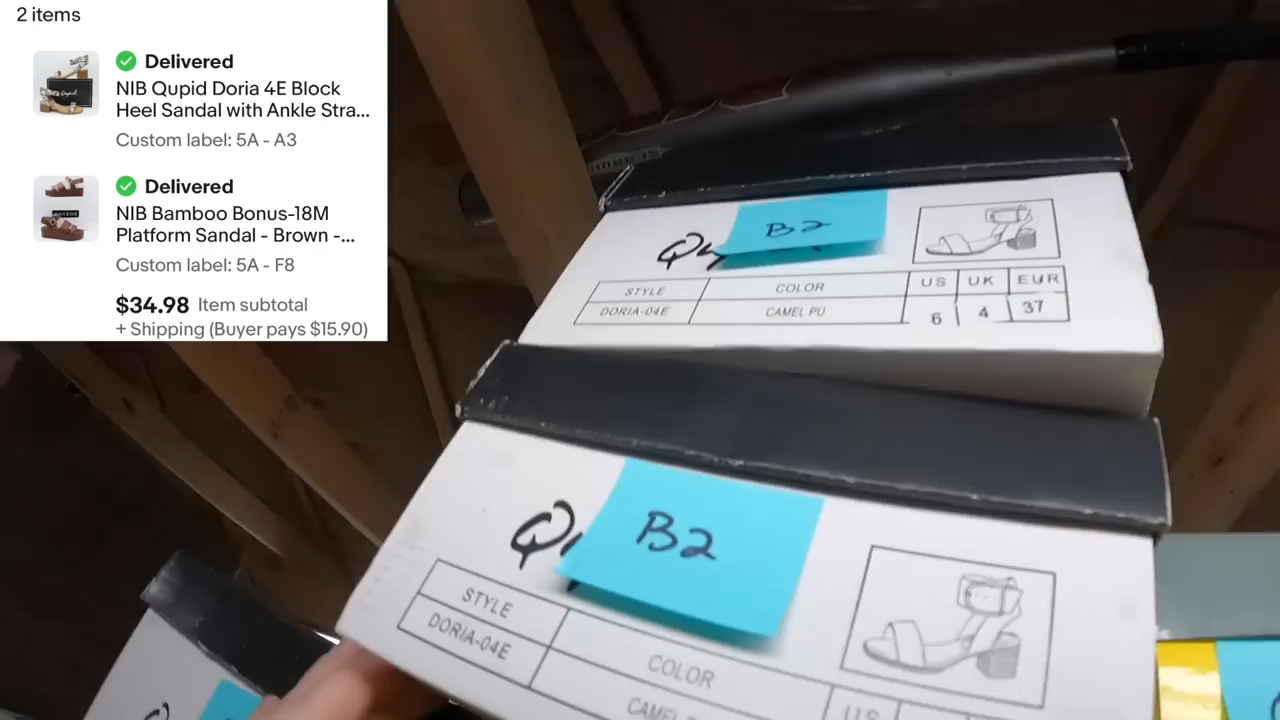 2 items
Delivered
NIB Qupid Doria 4E Block
Heel Sandal with Ankle Stra...
Custom label: 5A - A3
Delivered
NIB Bamboo Bonus-18M
Platform Sandal - Brown -...
Custom label: 5A - F8
$34.98 Item subtotal
+ Shipping (Buyer pays $15.90)
B2
STYLE COLOR US UK EUR
DORIA-04E CAMEL PU 6 4 37
B2
STYLE COLOR US
DORIA-04E